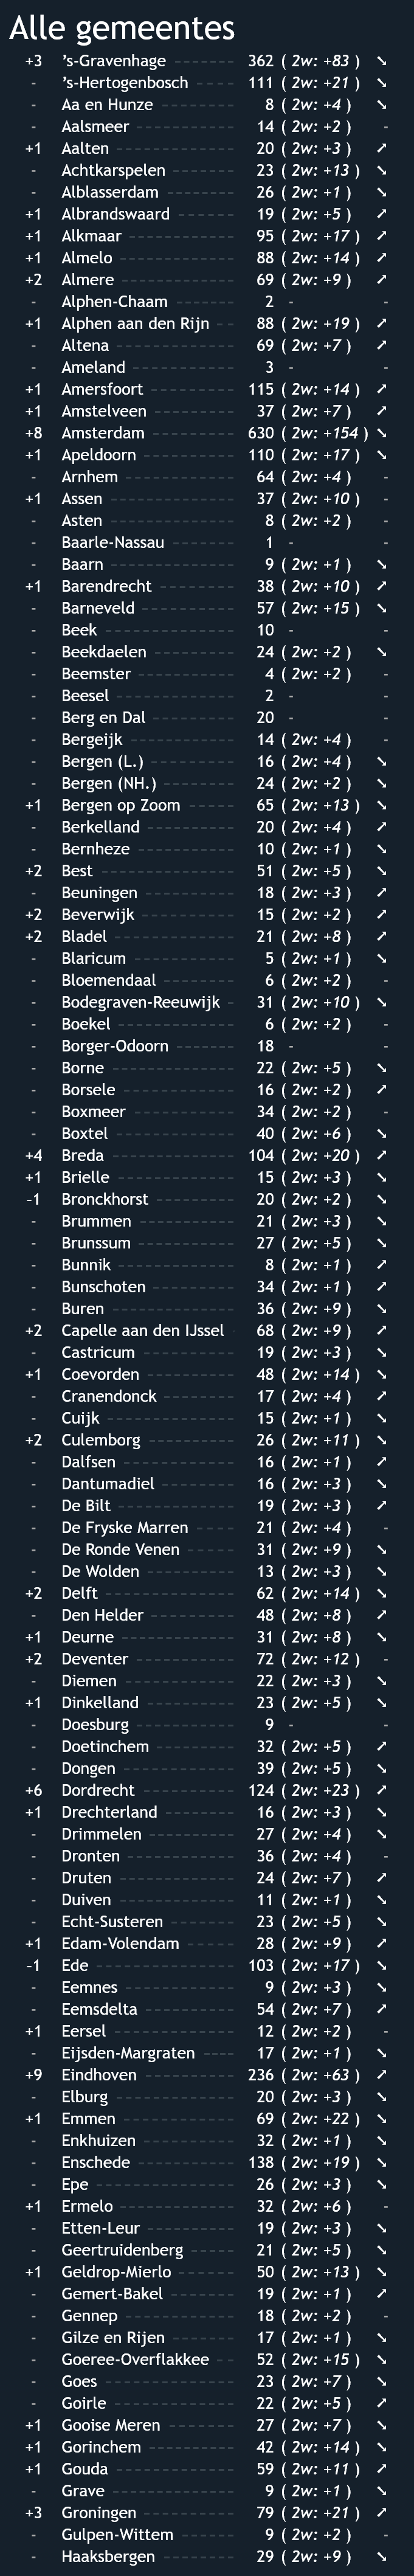 Alle gemeentes
+3 's-Gravenhage 362 ( 2w: +83 ) ↘
- 's-Hertogenbosch 111 ( 2w: +21 ) ↘
- Aa en Hunze 8 ( 2w: +4 ) ↘
- Aalsmeer 14 ( 2w: +2 ) -
+1 Aalten 20 ( 2w: +3 ) ↗
- Achtkarspelen 23 ( 2w: +13 ) ↘
- Alblasserdam 26 ( 2w: +1 ) ↘
+1 Albrandswaard 19 ( 2w: +5 ) ↗
+1 Alkmaar 95 ( 2w: +17 ) ↗
+1 Almelo 88 ( 2w: +14 ) ↗
+2 Almere 69 ( 2w: +9 ) ↗
- Alphen-Chaam 2 - -
+1 Alphen aan den Rijn 88 ( 2w: +19 ) ↗
- Altena 69 ( 2w: +7 ) ↗
- Ameland 3 - -
+1 Amersfoort 115 ( 2w: +14 ) ↗
+1 Amstelveen 37 ( 2w: +7 ) ↗
+8 Amsterdam 630 ( 2w: +154 ) ↘
+1 Apeldoorn 110 ( 2w: +17 ) ↘
- Arnhem 64 ( 2w: +4 ) -
+1 Assen 37 ( 2w: +10 ) -
- Asten 8 ( 2w: +2 ) -
- Baarle-Nassau 1 - -
- Baarn 9 ( 2w: +1 ) ↘
+1 Barendrecht 38 ( 2w: +10 ) ↗
- Barneveld 57 ( 2w: +15 ) ↘
- Beek 10 - -
- Beekdaelen 24 ( 2w: +2 ) ↘
- Beemster 4 ( 2w: +2 ) -
- Beesel 2 - -
- Berg en Dal 20 - -
- Bergeijk 14 ( 2w: +4 ) -
- Bergen (L.) 16 ( 2w: +4 ) ↘
- Bergen (NH.) 24 ( 2w: +2 ) ↘
+1 Bergen op Zoom 65 ( 2w: +13 ) ↗
- Berkelland 20 ( 2w: +4 ) ↗
- Bernheze 10 ( 2w: +1 ) ↘
+2 Best 51 ( 2w: +5 ) ↗
- Beuningen 18 ( 2w: +3 ) ↗
+2 Beverwijk 15 ( 2w: +2 ) ↗
+2 Bladel 21 ( 2w: +8 ) ↗
- Blaricum 5 ( 2w: +1 ) ↘
- Bloemendaal 6 ( 2w: +2 ) -
- Bodegraven-Reeuwijk 31 ( 2w: +10 ) ↘
- Boekel 6 ( 2w: +2 ) -
- Borger-Odoorn 18 - -
- Borne 22 ( 2w: +5 ) ↘
- Borsele 16 ( 2w: +2 ) ↗
- Boxmeer 34 ( 2w: +2 ) -
- Boxtel 40 ( 2w: +6 ) ↘
+4 Breda 104 ( 2w: +20 ) ↗
+1 Brielle 15 ( 2w: +3 ) ↘
-1 Bronckhorst 20 ( 2w: +2 ) ↘
- Brummen 21 ( 2w: +3 ) ↘
- Brunssum 27 ( 2w: +5 ) ↘
- Bunnik 8 ( 2w: +1 ) ↗
- Bunschoten 34 ( 2w: +1 ) ↗
- Buren 36 ( 2w: +9 ) ↘
+2 Capelle aan den IJssel 68 ( 2w: +9 ) ↗
- Castricum 19 ( 2w: +3 ) ↘
+1 Coevorden 48 ( 2w: +14 ) ↘
- Cranendonck 17 ( 2w: +4 ) ↗
- Cuijk 15 ( 2w: +1 ) ↘
+2 Culemborg 26 ( 2w: +11 ) ↗
- Dalfsen 16 ( 2w: +1 ) ↗
- Dantumadiel 16 ( 2w: +3 ) ↘
- De Bilt 19 ( 2w: +3 ) ↗
- De Fryske Marren 21 ( 2w: +4 ) -
- De Ronde Venen 31 ( 2w: +9 ) ↘
- De Wolden 13 ( 2w: +3 ) ↘
+2 Delft 62 ( 2w: +14 ) ↘
- Den Helder 48 ( 2w: +8 ) ↗
+1 Deurne 31 ( 2w: +8 ) ↘
+2 Deventer 72 ( 2w: +12 ) -
- Diemen 22 ( 2w: +3 ) ↘
+1 Dinkelland 23 ( 2w: +5 ) ↘
- Doesburg 9 - -
- Doetinchem 32 ( 2w: +5 ) ↗
- Dongen 39 ( 2w: +5 ) ↘
+6 Dordrecht 124 ( 2w: +23 ) ↗
+1 Drechterland 16 ( 2w: +3 ) ↘
- Drimmelen 27 ( 2w: +4 ) ↘
- Dronten 36 ( 2w: +4 ) -
- Druten 24 ( 2w: +7 ) ↗
- Duiven 11 ( 2w: +1 ) ↘
- Echt-Susteren 23 ( 2w: +5 ) ↘
+1 Edam-Volendam 28 ( 2w: +9 ) ↗
-1 Ede 103 ( 2w: +17 ) ↘
- Eemnes 9 ( 2w: +3 ) ↘
- Eemsdelta 54 ( 2w: +7 ) ↗
+1 Eersel 12 ( 2w: +2 ) -
- Eijsden-Margraten 17 ( 2w: +1 ) ↘
+9 Eindhoven 236 ( 2w: +63 ) ↗
- Elburg 20 ( 2w: +3 ) ↘
+1 Emmen 69 ( 2w: +22 ) ↘
- Enkhuizen 32 ( 2w: +1 ) ↘
- Enschede 138 ( 2w: +19 ) ↘
- Epe 26 ( 2w: +3 ) ↘
+1 Ermelo 32 ( 2w: +6 ) -
- Etten-Leur 19 ( 2w: +3 ) ↘
- Geertruidenberg 21 ( 2w: +5 ) ↘
+1 Geldrop-Mierlo 50 ( 2w: +13 ) ↘
- Gemert-Bakel 19 ( 2w: +1 ) ↗
- Gennep 18 ( 2w: +2 ) -
- Gilze en Rijen 17 ( 2w: +1 ) ↘
- Goeree-Overflakkee 52 ( 2w: +15 ) ↘
- Goes 23 ( 2w: +7 ) ↘
- Goirle 22 ( 2w: +5 ) ↗
+1 Gooise Meren 27 ( 2w: +7 ) ↘
+1 Gorinchem 42 ( 2w: +14 ) ↘
+1 Gouda 59 ( 2w: +11 ) ↗
- Grave 9 ( 2w: +1 ) ↘
+3 Groningen 79 ( 2w: +21 ) ↗
- Gulpen-Wittem 9 ( 2w: +2 ) -
- Haaksbergen 29 ( 2w: +9 ) ↘